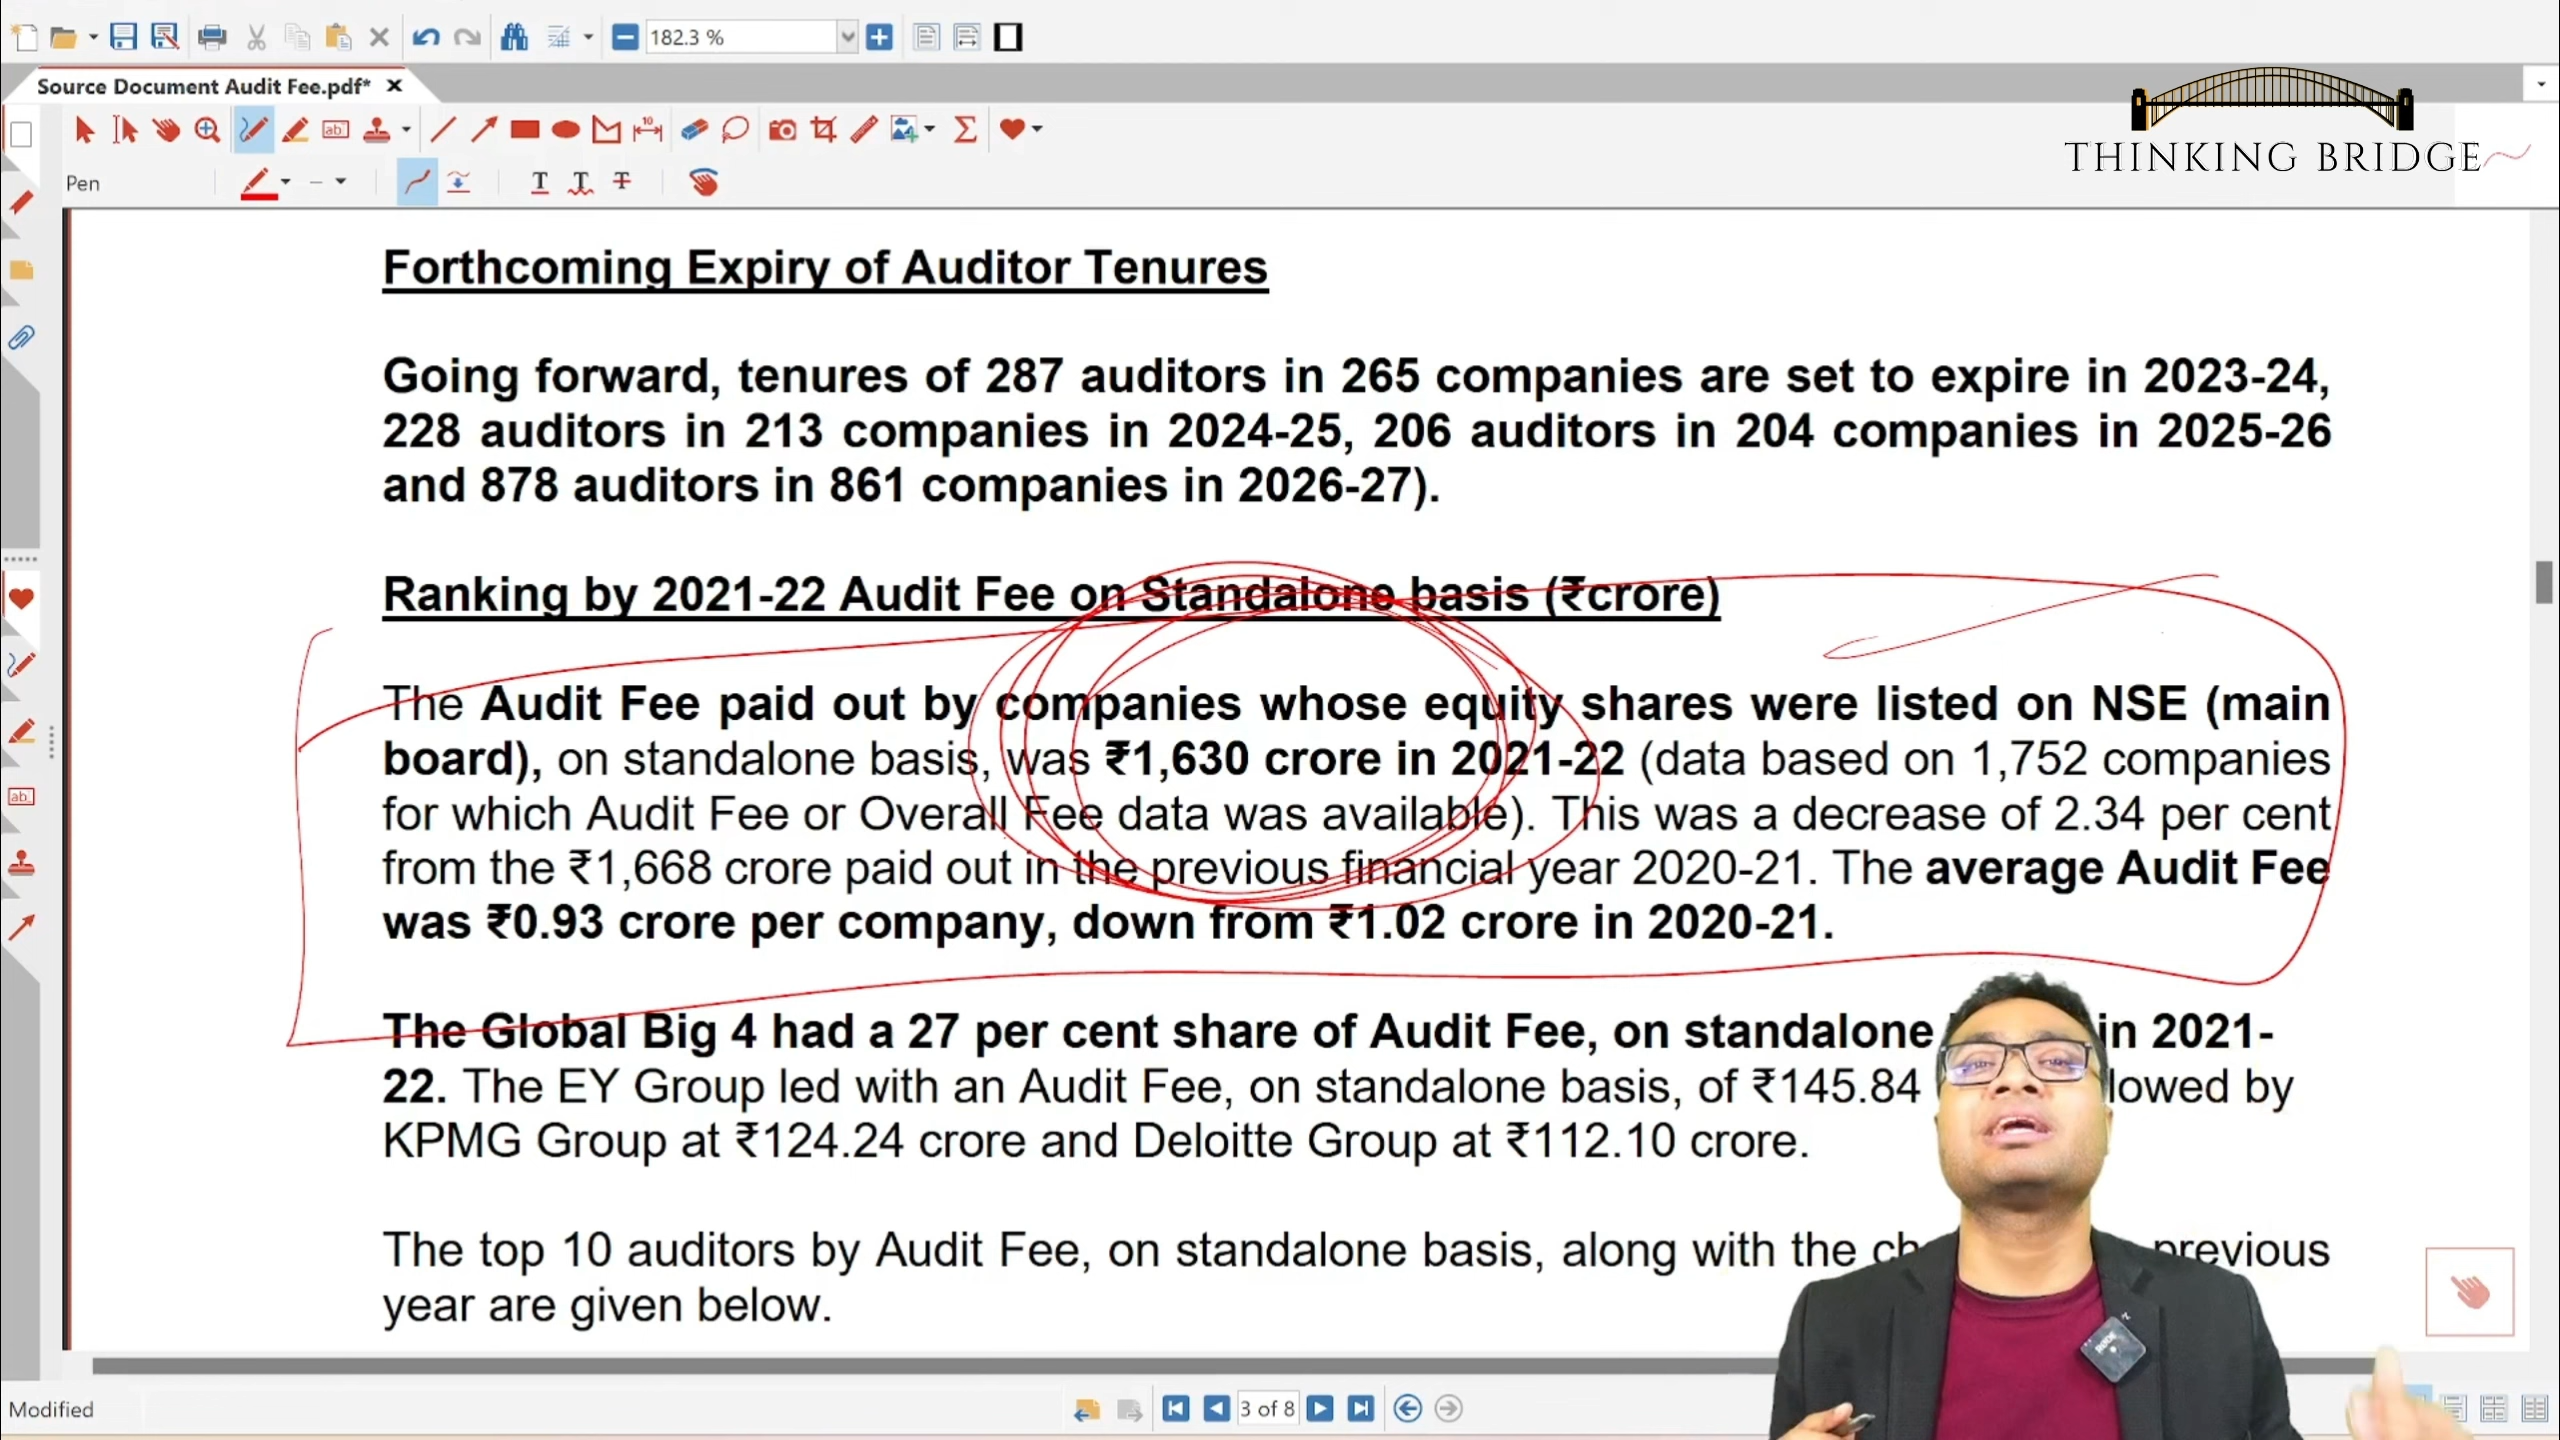 182.3 %
Source Document Audit Fee.pdf*
THINKING BRIDGE
Pen
Forthcoming Expiry of Auditor Tenures
Going forward, tenures of 287 auditors in 265 companies are set to expire in 2023-24,
228 auditors in 213 companies in 2024-25, 206 auditors in 204 companies in 2025-26
and 878 auditors in 861 companies in 2026-27).
Ranking by 2021-22 Audit Fee on Standalone basis (₹crore)
The Audit Fee paid out by companies whose equity shares were listed on NSE (main
board), on standalone basis, was ₹1,630 crore in 2021-22 (data based on 1,752 companies
for which Audit Fee or Overall Fee data was available). This was a decrease of 2.34 per cent
from the ₹1,668 crore paid out in the previous financial year 2020-21. The average Audit Fee
was ₹0.93 crore per company, down from ₹1.02 crore in 2020-21.
The Global Big 4 had a 27 per cent share of Audit Fee, on standalone in 2021-
22. The EY Group led with an Audit Fee, on standalone basis, of ₹145.84 lowed by
KPMG Group at ₹124.24 crore and Deloitte Group at ₹112.10 crore.
The top 10 auditors by Audit Fee, on standalone basis, along with the ch previous
year are given below.
Modified
3 of 8